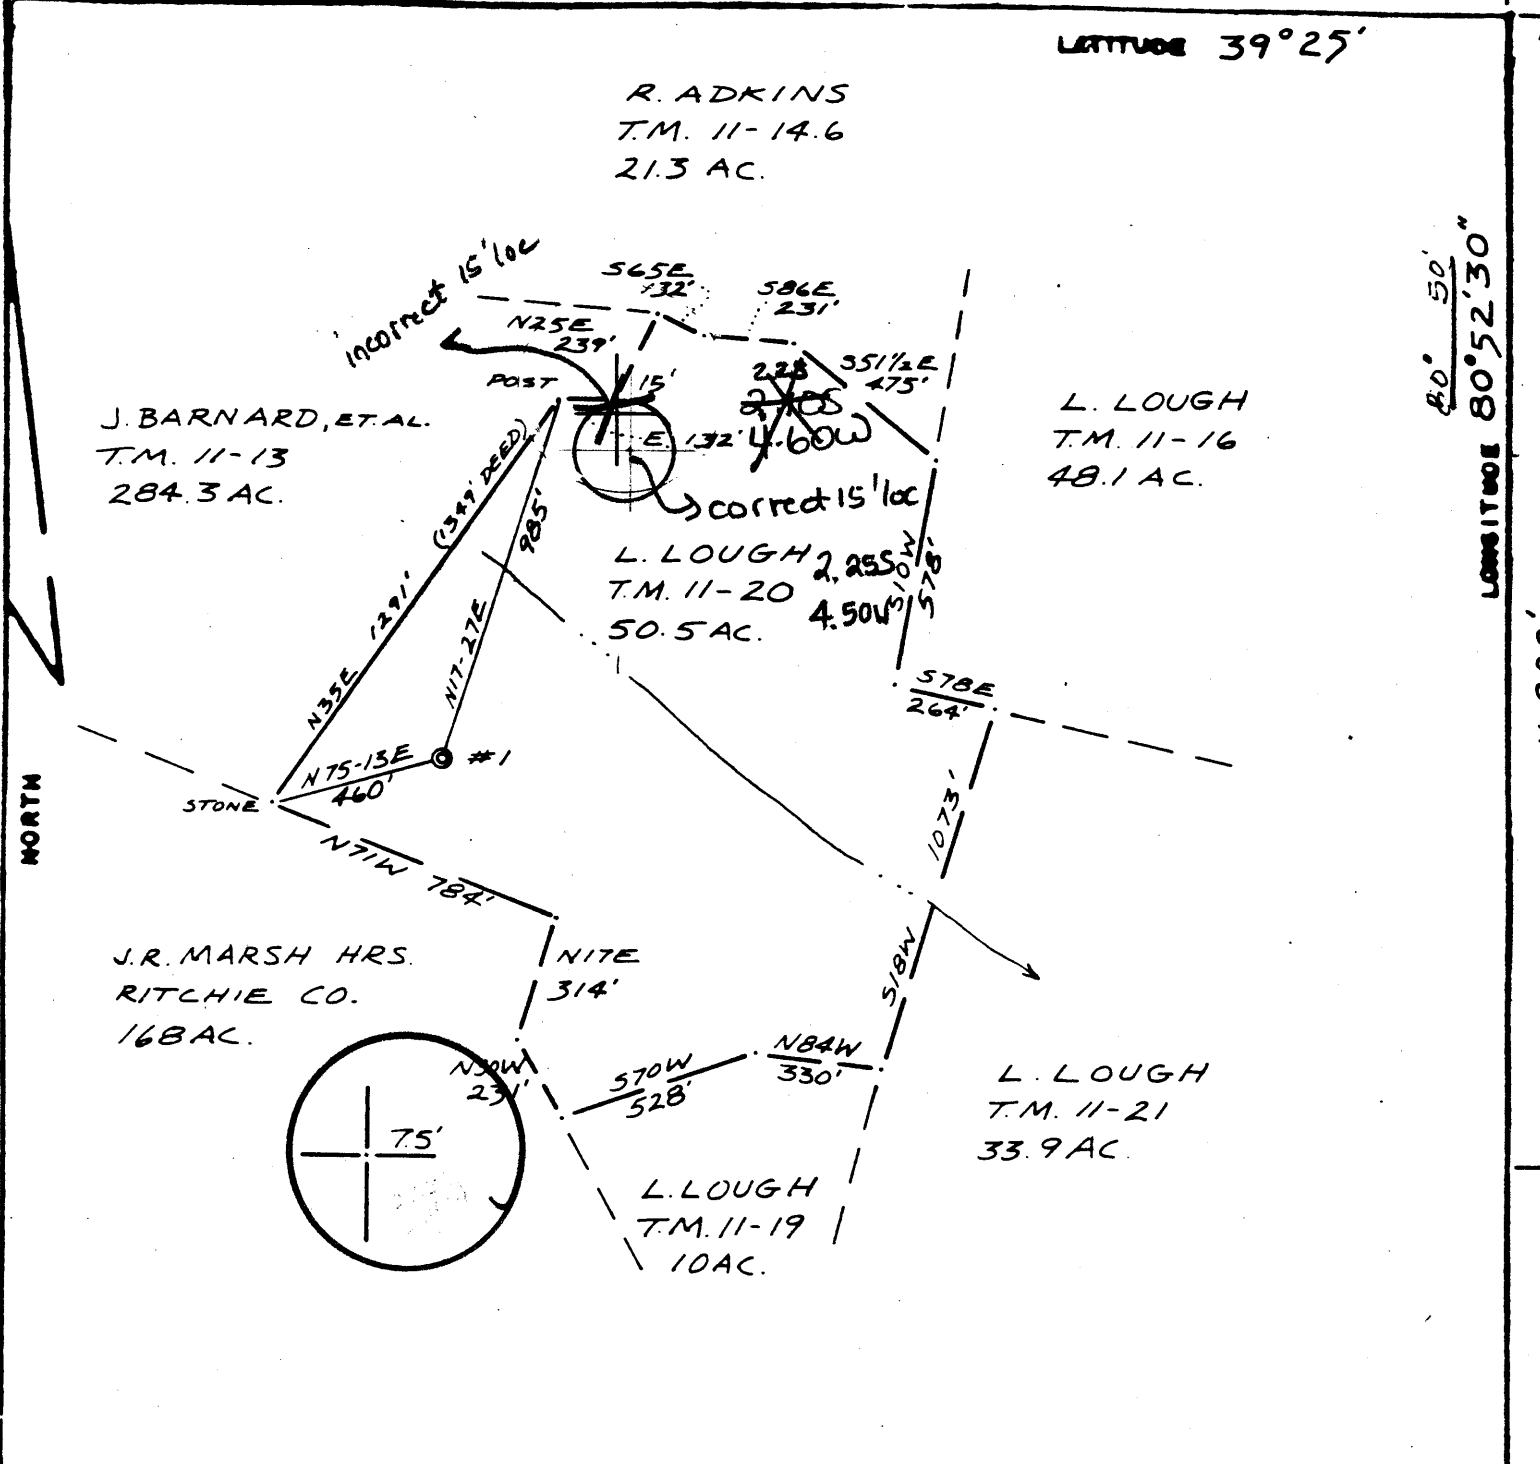 LATITUDE 39°25'
R. ADKINS
T.M. 11-14.6
21.3 AC.
80° 50'
80°52'30"
LONGITUDE
incorrect 15' loc
S65E
132'
S86E
231'
N25E
239'
POST
15'
S51½E
475'
E. 132'
4.60W
correct 15' loc
J. BARNARD, ET. AL.
T.M. 11-13
284.3 AC.
L. LOUGH
T.M. 11-16
48.1 AC.
(1349' DEED)
985'
L. LOUGH
T.M. 11-20
50.5 AC.
2.25S
4.50W
S10W
578'
N35E 1291'
N17-27E
S78E
264'
N75-13E
460'
#1
STONE
NORTH
N71W 784'
1073'
S18W
J.R. MARSH HRS.
RITCHIE CO.
168 AC.
N17E
314'
N30W
231'
S70W
528'
N84W
330'
7.5'
L. LOUGH
T.M. 11-21
33.9 AC.
L. LOUGH
T.M. 11-19
10 AC.